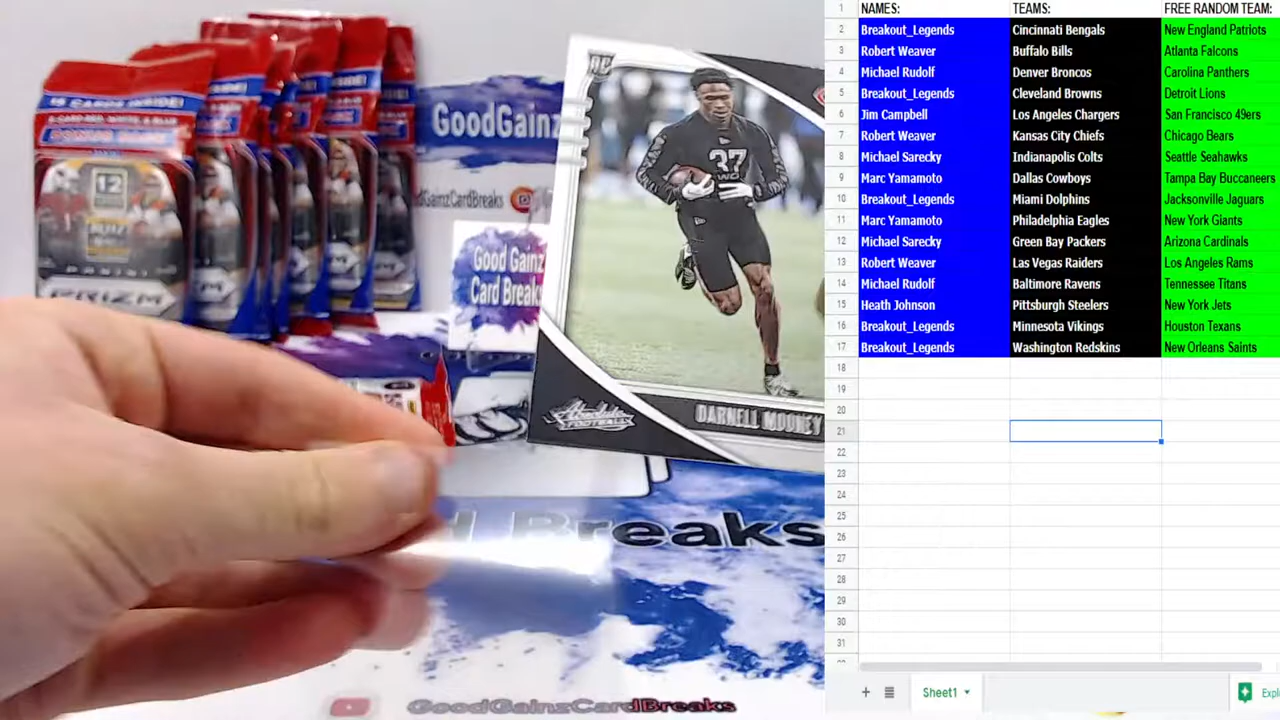 15 CARDS INSIDE!
12
PRIZM
GoodGainz
GoodGainzCardBreaks
Good Gainz
Card Breaks
RC
37
Absolute
FOOTBALL
DARNELL MOONEY
d Breaks
GoodGainzCardBreaks
1 NAMES: TEAMS: FREE RANDOM TEAM:
2 Breakout_Legends Cincinnati Bengals New England Patriots
3 Robert Weaver Buffalo Bills Atlanta Falcons
4 Michael Rudolf Denver Broncos Carolina Panthers
5 Breakout_Legends Cleveland Browns Detroit Lions
6 Jim Campbell Los Angeles Chargers San Francisco 49ers
7 Robert Weaver Kansas City Chiefs Chicago Bears
8 Michael Sarecky Indianapolis Colts Seattle Seahawks
9 Marc Yamamoto Dallas Cowboys Tampa Bay Buccaneers
10 Breakout_Legends Miami Dolphins Jacksonville Jaguars
11 Marc Yamamoto Philadelphia Eagles New York Giants
12 Michael Sarecky Green Bay Packers Arizona Cardinals
13 Robert Weaver Las Vegas Raiders Los Angeles Rams
14 Michael Rudolf Baltimore Ravens Tennessee Titans
15 Heath Johnson Pittsburgh Steelers New York Jets
16 Breakout_Legends Minnesota Vikings Houston Texans
17 Breakout_Legends Washington Redskins New Orleans Saints
18
19
20
21
22
23
24
25
26
27
28
29
30
31
Sheet1
Expl